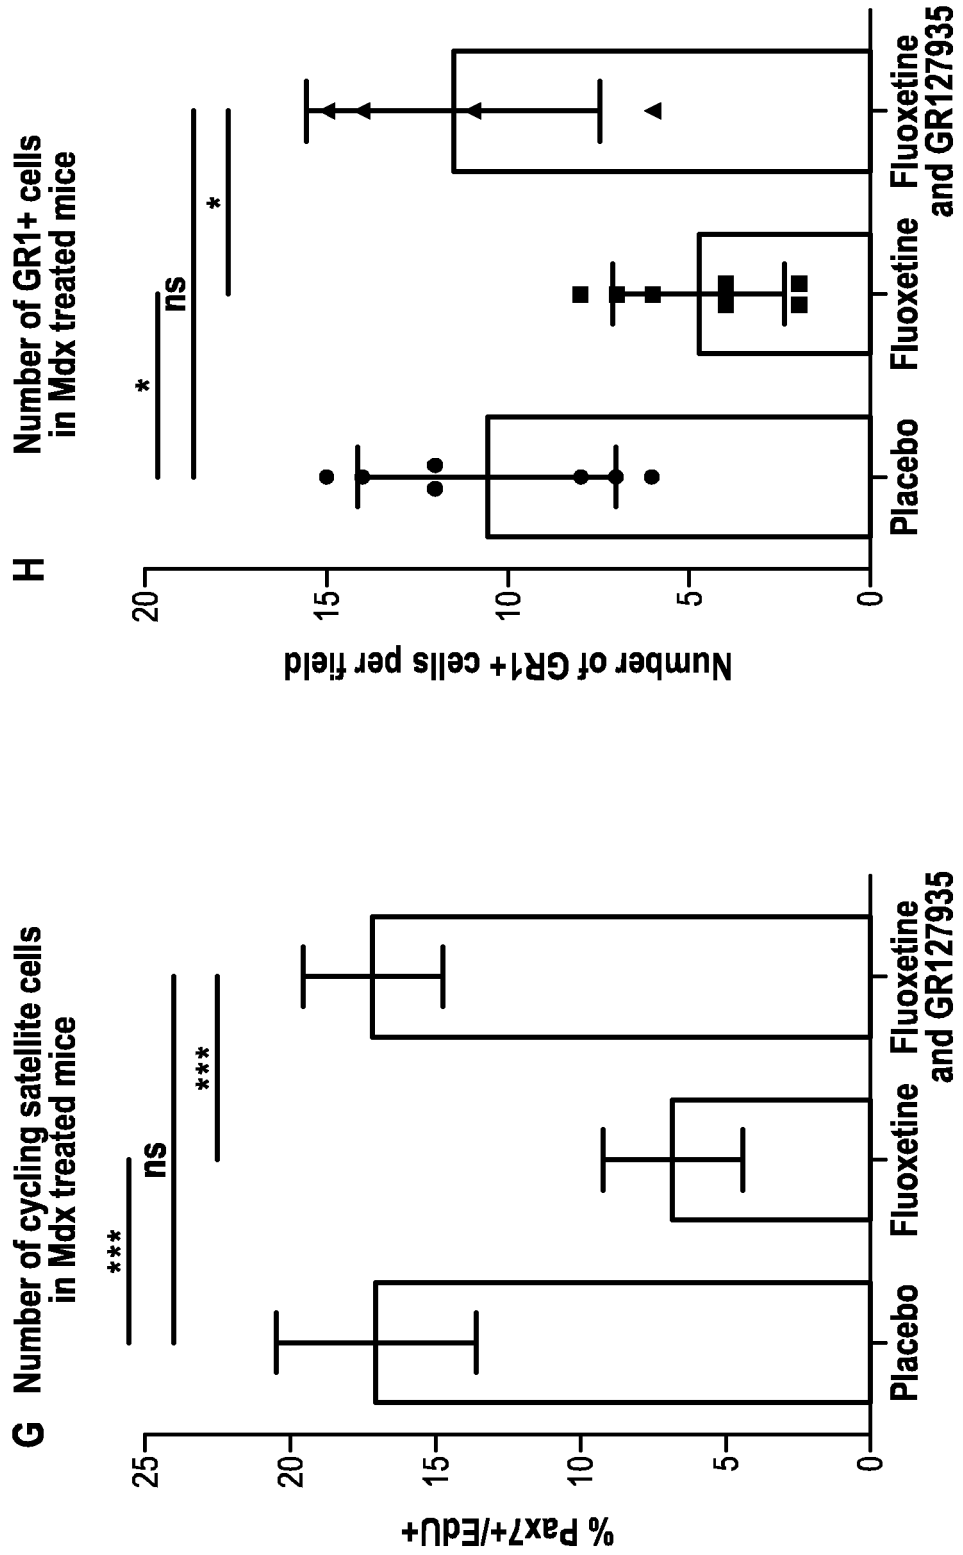 G
Number of cycling satellite cells
in Mdx treated mice
***
ns
***
25
20
15
10
5
0
% Pax7+/EdU+
Placebo
Fluoxetine
Fluoxetine
and GR127935
H
Number of GR1+ cells
in Mdx treated mice
*
ns
*
20
15
10
5
0
Number of GR1+ cells per field
Placebo
Fluoxetine
Fluoxetine
and GR127935